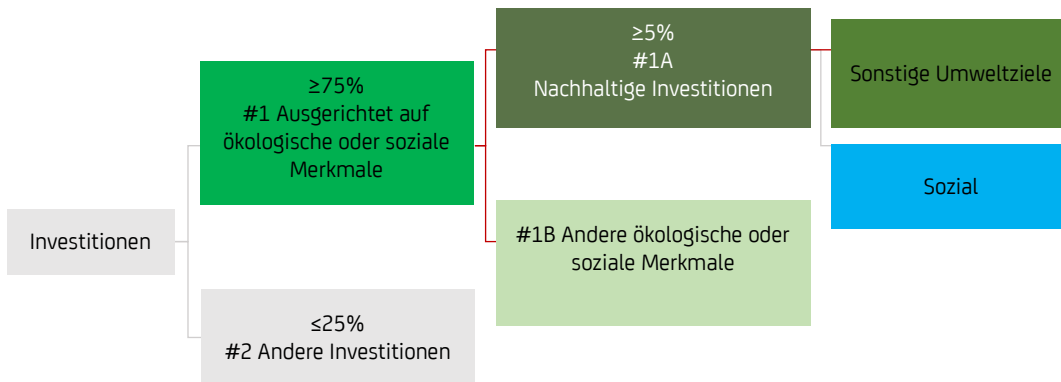 Investitionen
≥75%
#1 Ausgerichtet auf
ökologische oder soziale
Merkmale
≤25%
#2 Andere Investitionen
≥5%
#1A
Nachhaltige Investitionen
#1B Andere ökologische oder
soziale Merkmale
Sonstige Umweltziele
Sozial